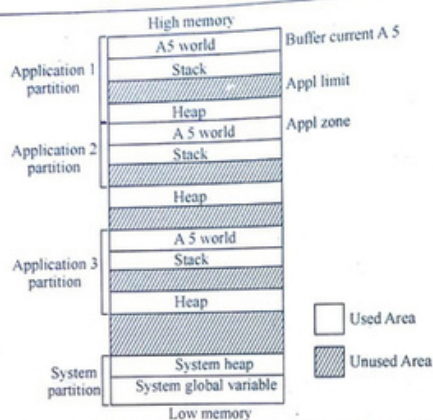 High memory
A5 world
Buffer current A 5
Application 1
partition
Stack
Appl limit
Heap
Appl zone
Application 2
partition
A 5 world
Stack
Heap
Application 3
partition
A 5 world
Stack
Heap
Used Area
Unused Area
System
partition
System heap
System global variable
Low memory